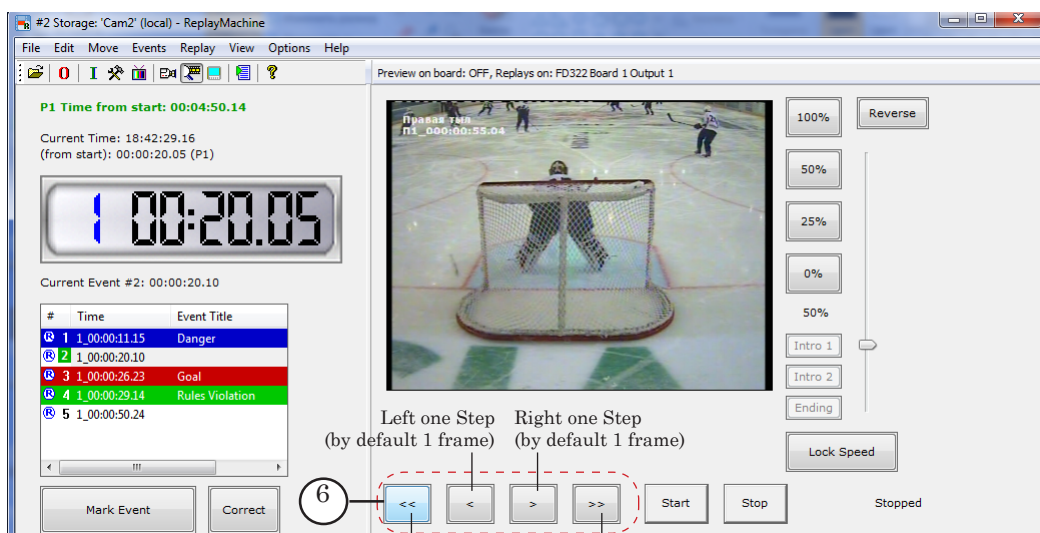 #2 Storage: 'Cam2' (local) - ReplayMachine
File Edit Move Events Replay View Options Help
Preview on board: OFF, Replays on: FD322 Board 1 Output 1
P1 Time from start: 00:04:50.14
Current Time: 18:42:29.16
(from start): 00:00:20.05 (P1)
1 00:20.05
Current Event #2: 00:00:20.10
# Time Event Title
R 1 1_00:00:11.15 Danger
R 2 1_00:00:20.10
R 3 1_00:00:26.23 Goal
R 4 1_00:00:29.14 Rules Violation
R 5 1_00:00:50.24
Mark Event
Correct
Правая тыл
П1_000:00:55.04
100%
Reverse
50%
25%
0%
50%
Intro 1
Intro 2
Ending
Lock Speed
Left one Step
(by default 1 frame)
Right one Step
(by default 1 frame)
6
<<
<
>
>>
Start
Stop
Stopped